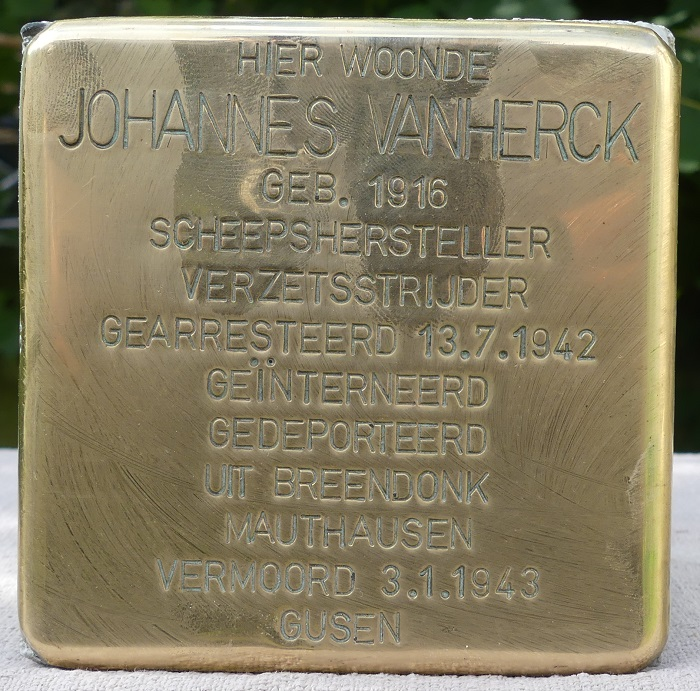 HIER WOONDE
JOHANNES VANHERCK
GEB. 1916
SCHEEPSHERSTELLER
VERZETSSTRIJDER
GEARRESTEERD 13.7.1942
GEÏNTERNEERD
GEDEPORTEERD
UIT BREENDONK
MAUTHAUSEN
VERMOORD 3.1.1943
GUSEN